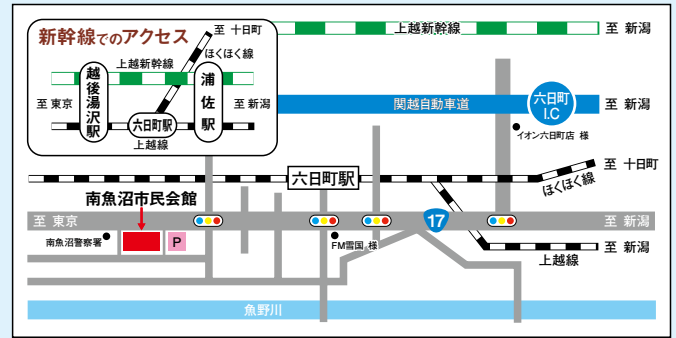 新幹線でのアクセス
至 十日町
ほくほく線
上越新幹線
越後湯沢駅
浦佐駅
至 東京
六日町駅
至 新潟
上越線
上越新幹線
至 新潟
関越自動車道
六日町
I.C
至 新潟
イオン六日町店 様
六日町駅
至 十日町
ほくほく線
南魚沼市民会館
至 東京
17
至 新潟
南魚沼警察署
P
FM雪国 様
至 新潟
上越線
魚野川